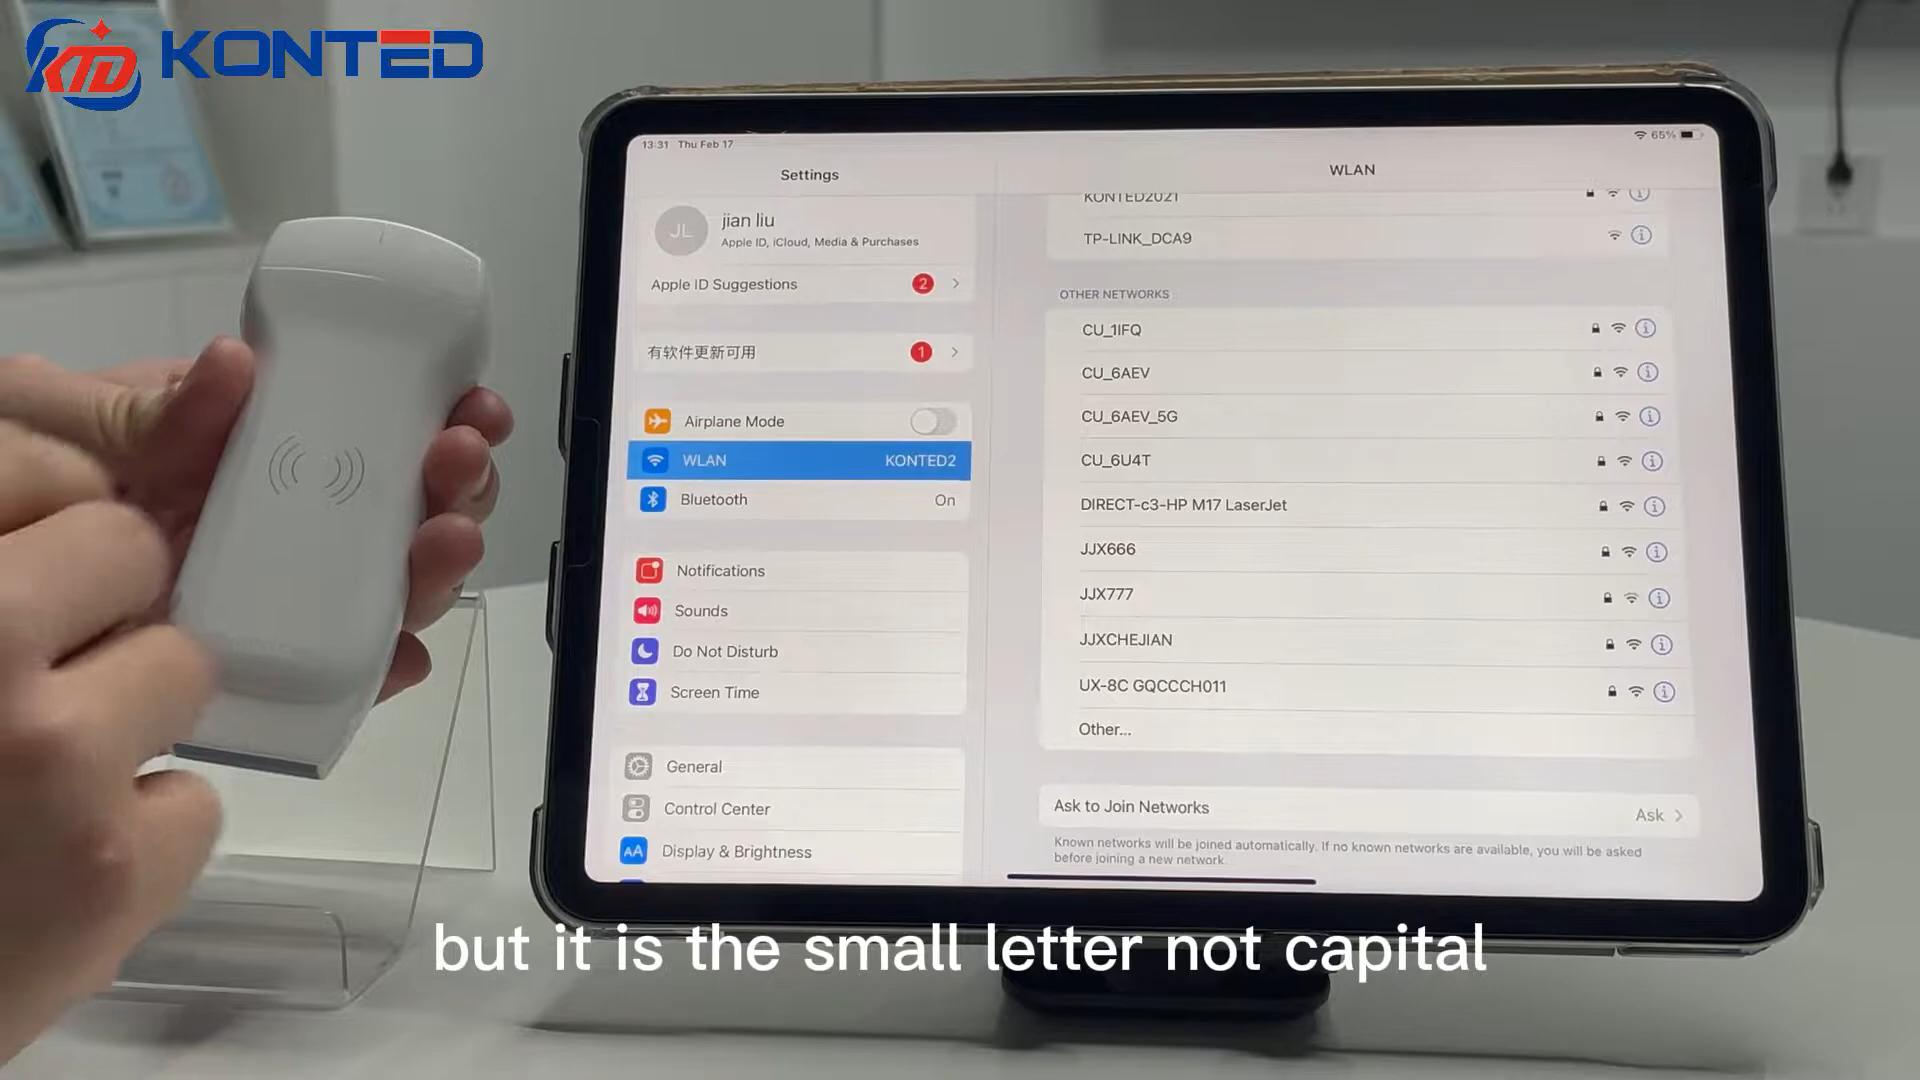 KTD KONTED
13:31 Thu Feb 17
65%
Settings
JL
jian liu
Apple ID, iCloud, Media & Purchases
Apple ID Suggestions 2
有软件更新可用 1
Airplane Mode
WLAN KONTED2
Bluetooth On
Notifications
Sounds
Do Not Disturb
Screen Time
General
Control Center
AA Display & Brightness
WLAN
KONTED2021
TP-LINK_DCA9
OTHER NETWORKS
CU_1IFQ
CU_6AEV
CU_6AEV_5G
CU_6U4T
DIRECT-c3-HP M17 LaserJet
JJX666
JJX777
JJXCHEJIAN
UX-8C GQCCCH011
Other...
Ask to Join Networks Ask
Known networks will be joined automatically. If no known networks are available, you will be asked
before joining a new network.
but it is the small letter not capital